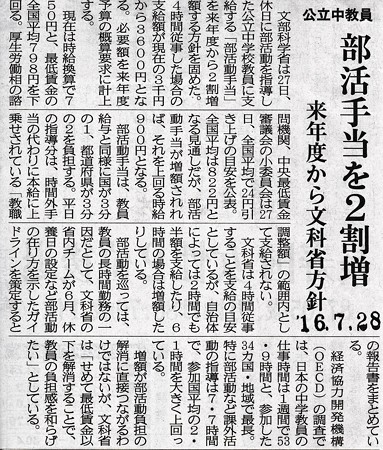 公立中教員
部活手当を2割増
来年度から文科省方針
'16.7.28
文部科学省は27日、
休日に部活動を指導し
た公立中学校教員に支
給する「部活動手当」
を来年度から2割増
額する方針を固めた。
4時間従事した場合の
支給額が現在の3千円
から3600円とな
る。必要額を来年度
予算の概算要求に計上
する。
現在は時給換算で7
50円と、最低賃金の
全国平均798円を下
回る。厚生労働相の諮
問機関、中央最低賃金
審議会の小委員会は27
日、全国平均で24円引
き上げの目安を公表。
全国平均は822円と
なる見通しだが、部活
動手当が増額されれ
ば、それを上回る時給
900円となる。
部活動手当は、教員
給与と同様に国が3分
の1、都道府県が3分
の2を負担する。平日
の指導分は、時間外手
当の代わりに本給に上
乗せされている「教職
調整額」の範囲内とし
て支給されない。
文科省は4時間従事
することを支給の目安
としているが、自治体
によっては2時間でも
半額を支給したり、6
時間の場合は増額した
りしている。
部活動を巡っては、
教員の長時間勤務の一
因だとして、文科省の
省内チームが6月、休
養日の設定など部活動
の在り方を示したガイ
ドラインを策定すると
の報告書をまとめてい
る。
経済協力開発機構
（OECD）の調査で
は、日本の中学教員の
仕事時間は1週間で53
・9時間と、参加した
34カ国・地域で最長。
特に部活など課外活
動の指導は7・7時間
で、参加国平均の2・
1時間を大きく上回っ
ている。
増額が部活動負担の
解消に直接つながるわ
けではないが、文科省
は「せめて最低賃金以
下を解消することで、
教員の負担感を和らげ
たい」としている。